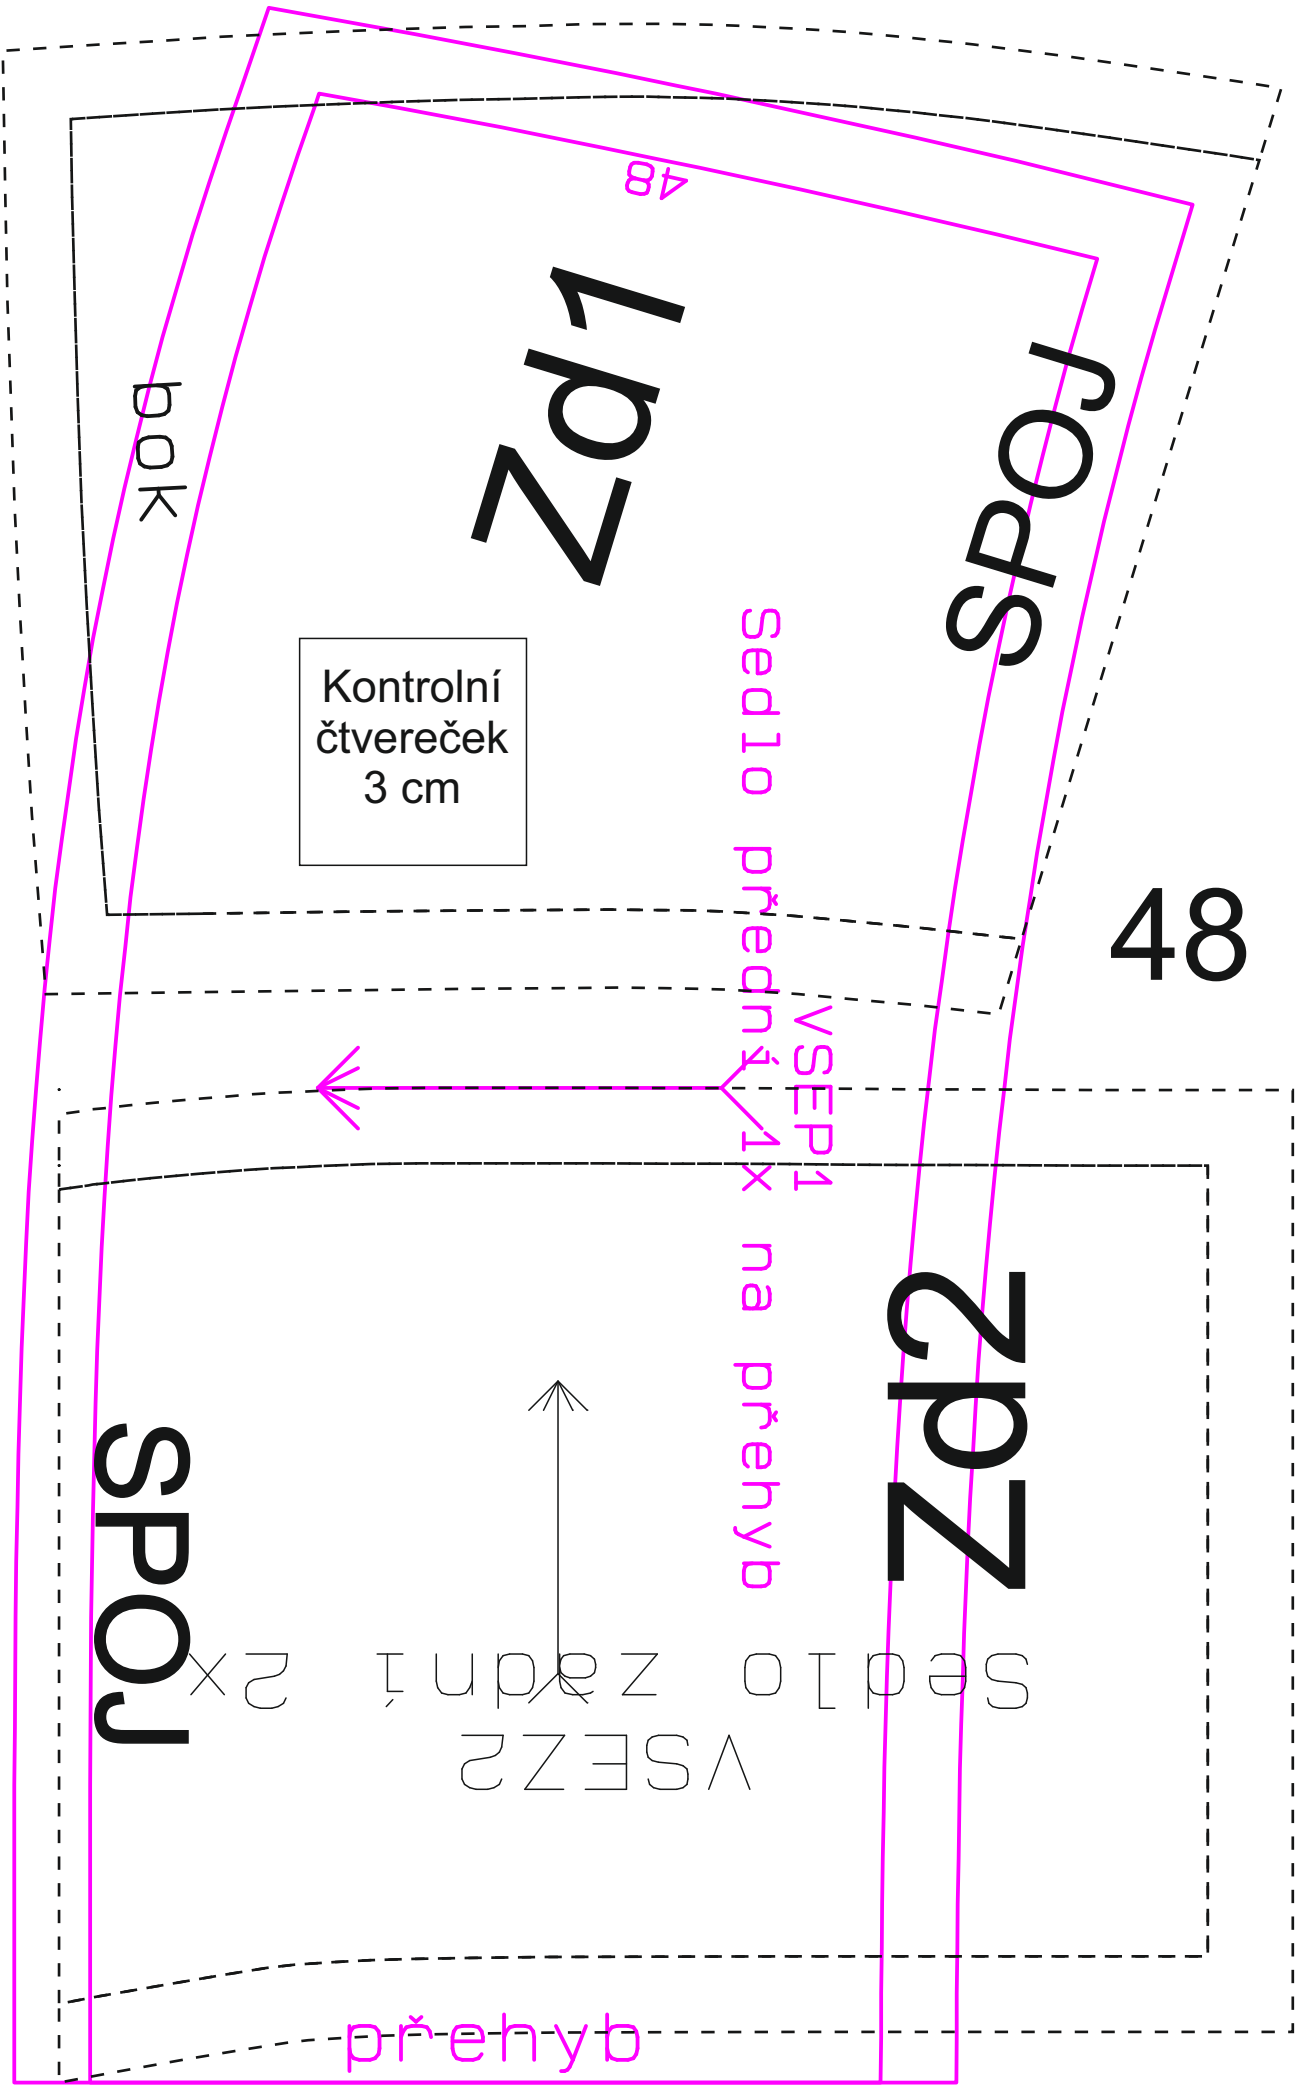 48
Zd1
bok
SPOJ
Kontrolní
čtvereček
3 cm
Sedlo přední 1x na přehyb
VSEP1
48
Zd2
SPOJ
Sedlo zádní 2x
VSEZ2
přehyb